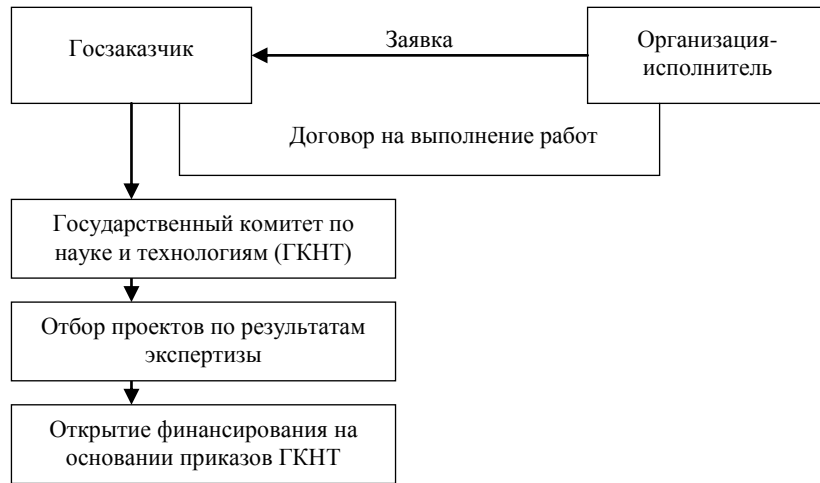 Госзаказчик
Заявка
Организация-
исполнитель
Договор на выполнение работ
Государственный комитет по
науке и технологиям (ГКНТ)
Отбор проектов по результатам
экспертизы
Открытие финансирования на
основании приказов ГКНТ